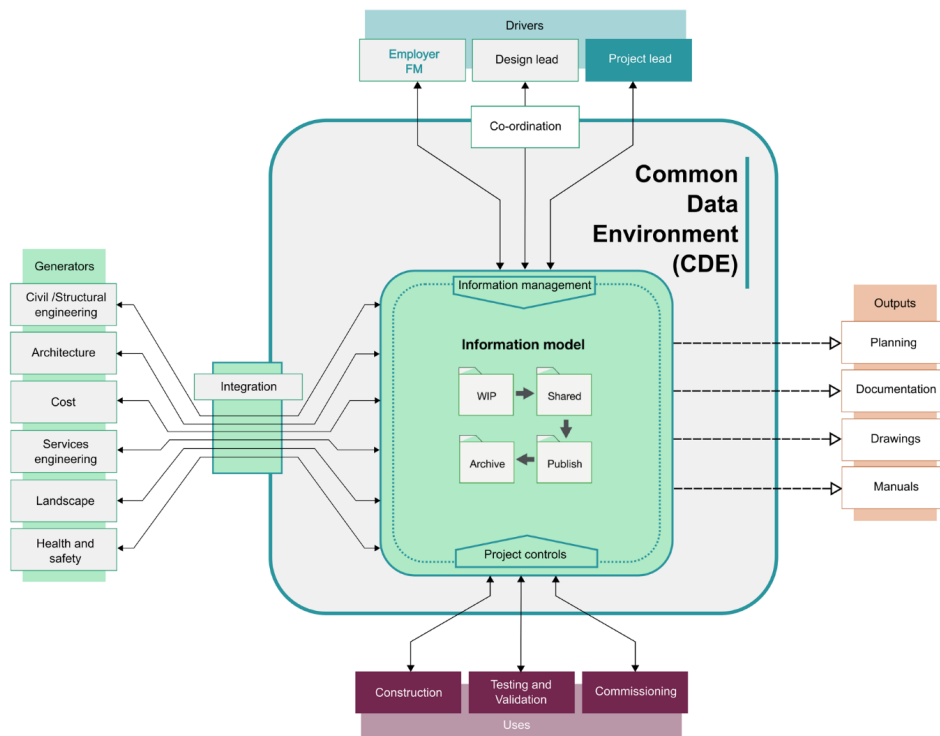 Drivers
Employer
FM
Design lead
Project lead
Co-ordination
Common
Data
Environment
(CDE)
Generators
Civil /Structural
engineering
Architecture
Cost
Services
engineering
Landscape
Health and
safety
Integration
Information management
Information model
WIP
Shared
Archive
Publish
Project controls
Outputs
Planning
Documentation
Drawings
Manuals
Construction
Testing and
Validation
Commissioning
Uses